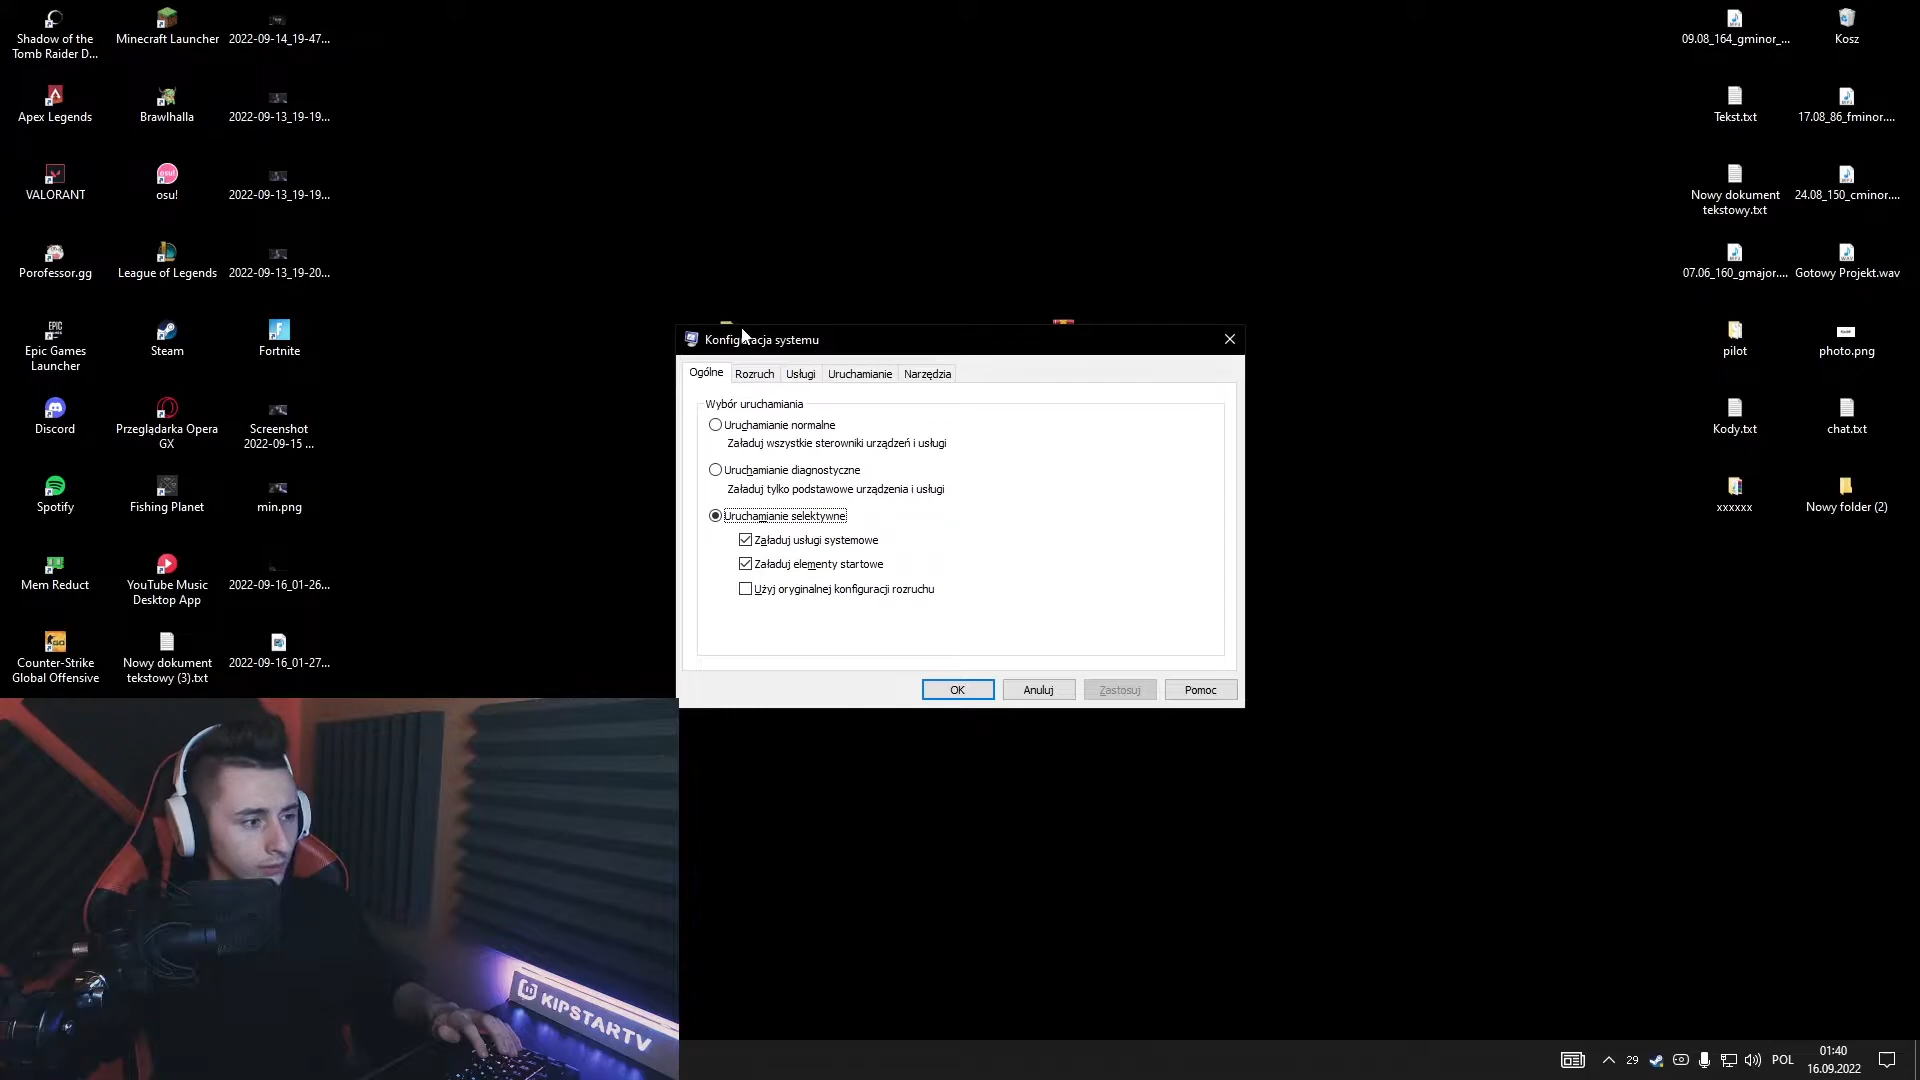 Shadow of the
Tomb Raider D...
Minecraft Launcher
2022-09-14_19-47...
Apex Legends
Brawlhalla
2022-09-13_19-19...
VALORANT
osu!
2022-09-13_19-19...
Porofessor.gg
League of Legends
2022-09-13_19-20...
EPIC
GAMES
Epic Games
Launcher
Steam
Fortnite
Discord
Przeglądarka Opera
GX
Screenshot
2022-09-15 ...
Spotify
Fishing Planet
min.png
Mem Reduct
YouTube Music
Desktop App
2022-09-16_01-26...
Counter-Strike
Global Offensive
Nowy dokument
tekstowy (3).txt
2022-09-16_01-27...
09.08_164_gminor_...
Kosz
Tekst.txt
17.08_86_fminor....
Nowy dokument
tekstowy.txt
24.08_150_cminor....
07.06_160_gmajor....
Gotowy Projekt.wav
pilot
photo.png
Kody.txt
chat.txt
xxxxxx
Nowy folder (2)
Konfiguracja systemu
Ogólne
Rozruch
Usługi
Uruchamianie
Narzędzia
Wybór uruchamiania
Uruchamianie normalne
Załaduj wszystkie sterowniki urządzeń i usługi
Uruchamianie diagnostyczne
Załaduj tylko podstawowe urządzenia i usługi
Uruchamianie selektywne
Załaduj usługi systemowe
Załaduj elementy startowe
Użyj oryginalnej konfiguracji rozruchu
OK
Anuluj
Zastosuj
Pomoc
KIPSTARTV
29
POL
01:40
16.09.2022